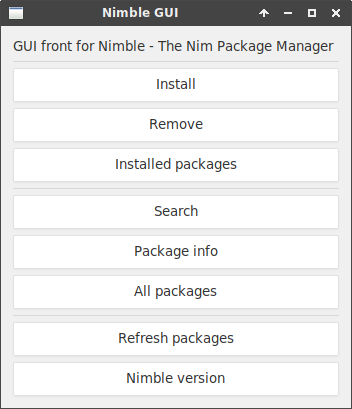 Nimble GUI
GUI front for Nimble - The Nim Package Manager
Install
Remove
Installed packages
Search
Package info
All packages
Refresh packages
Nimble version